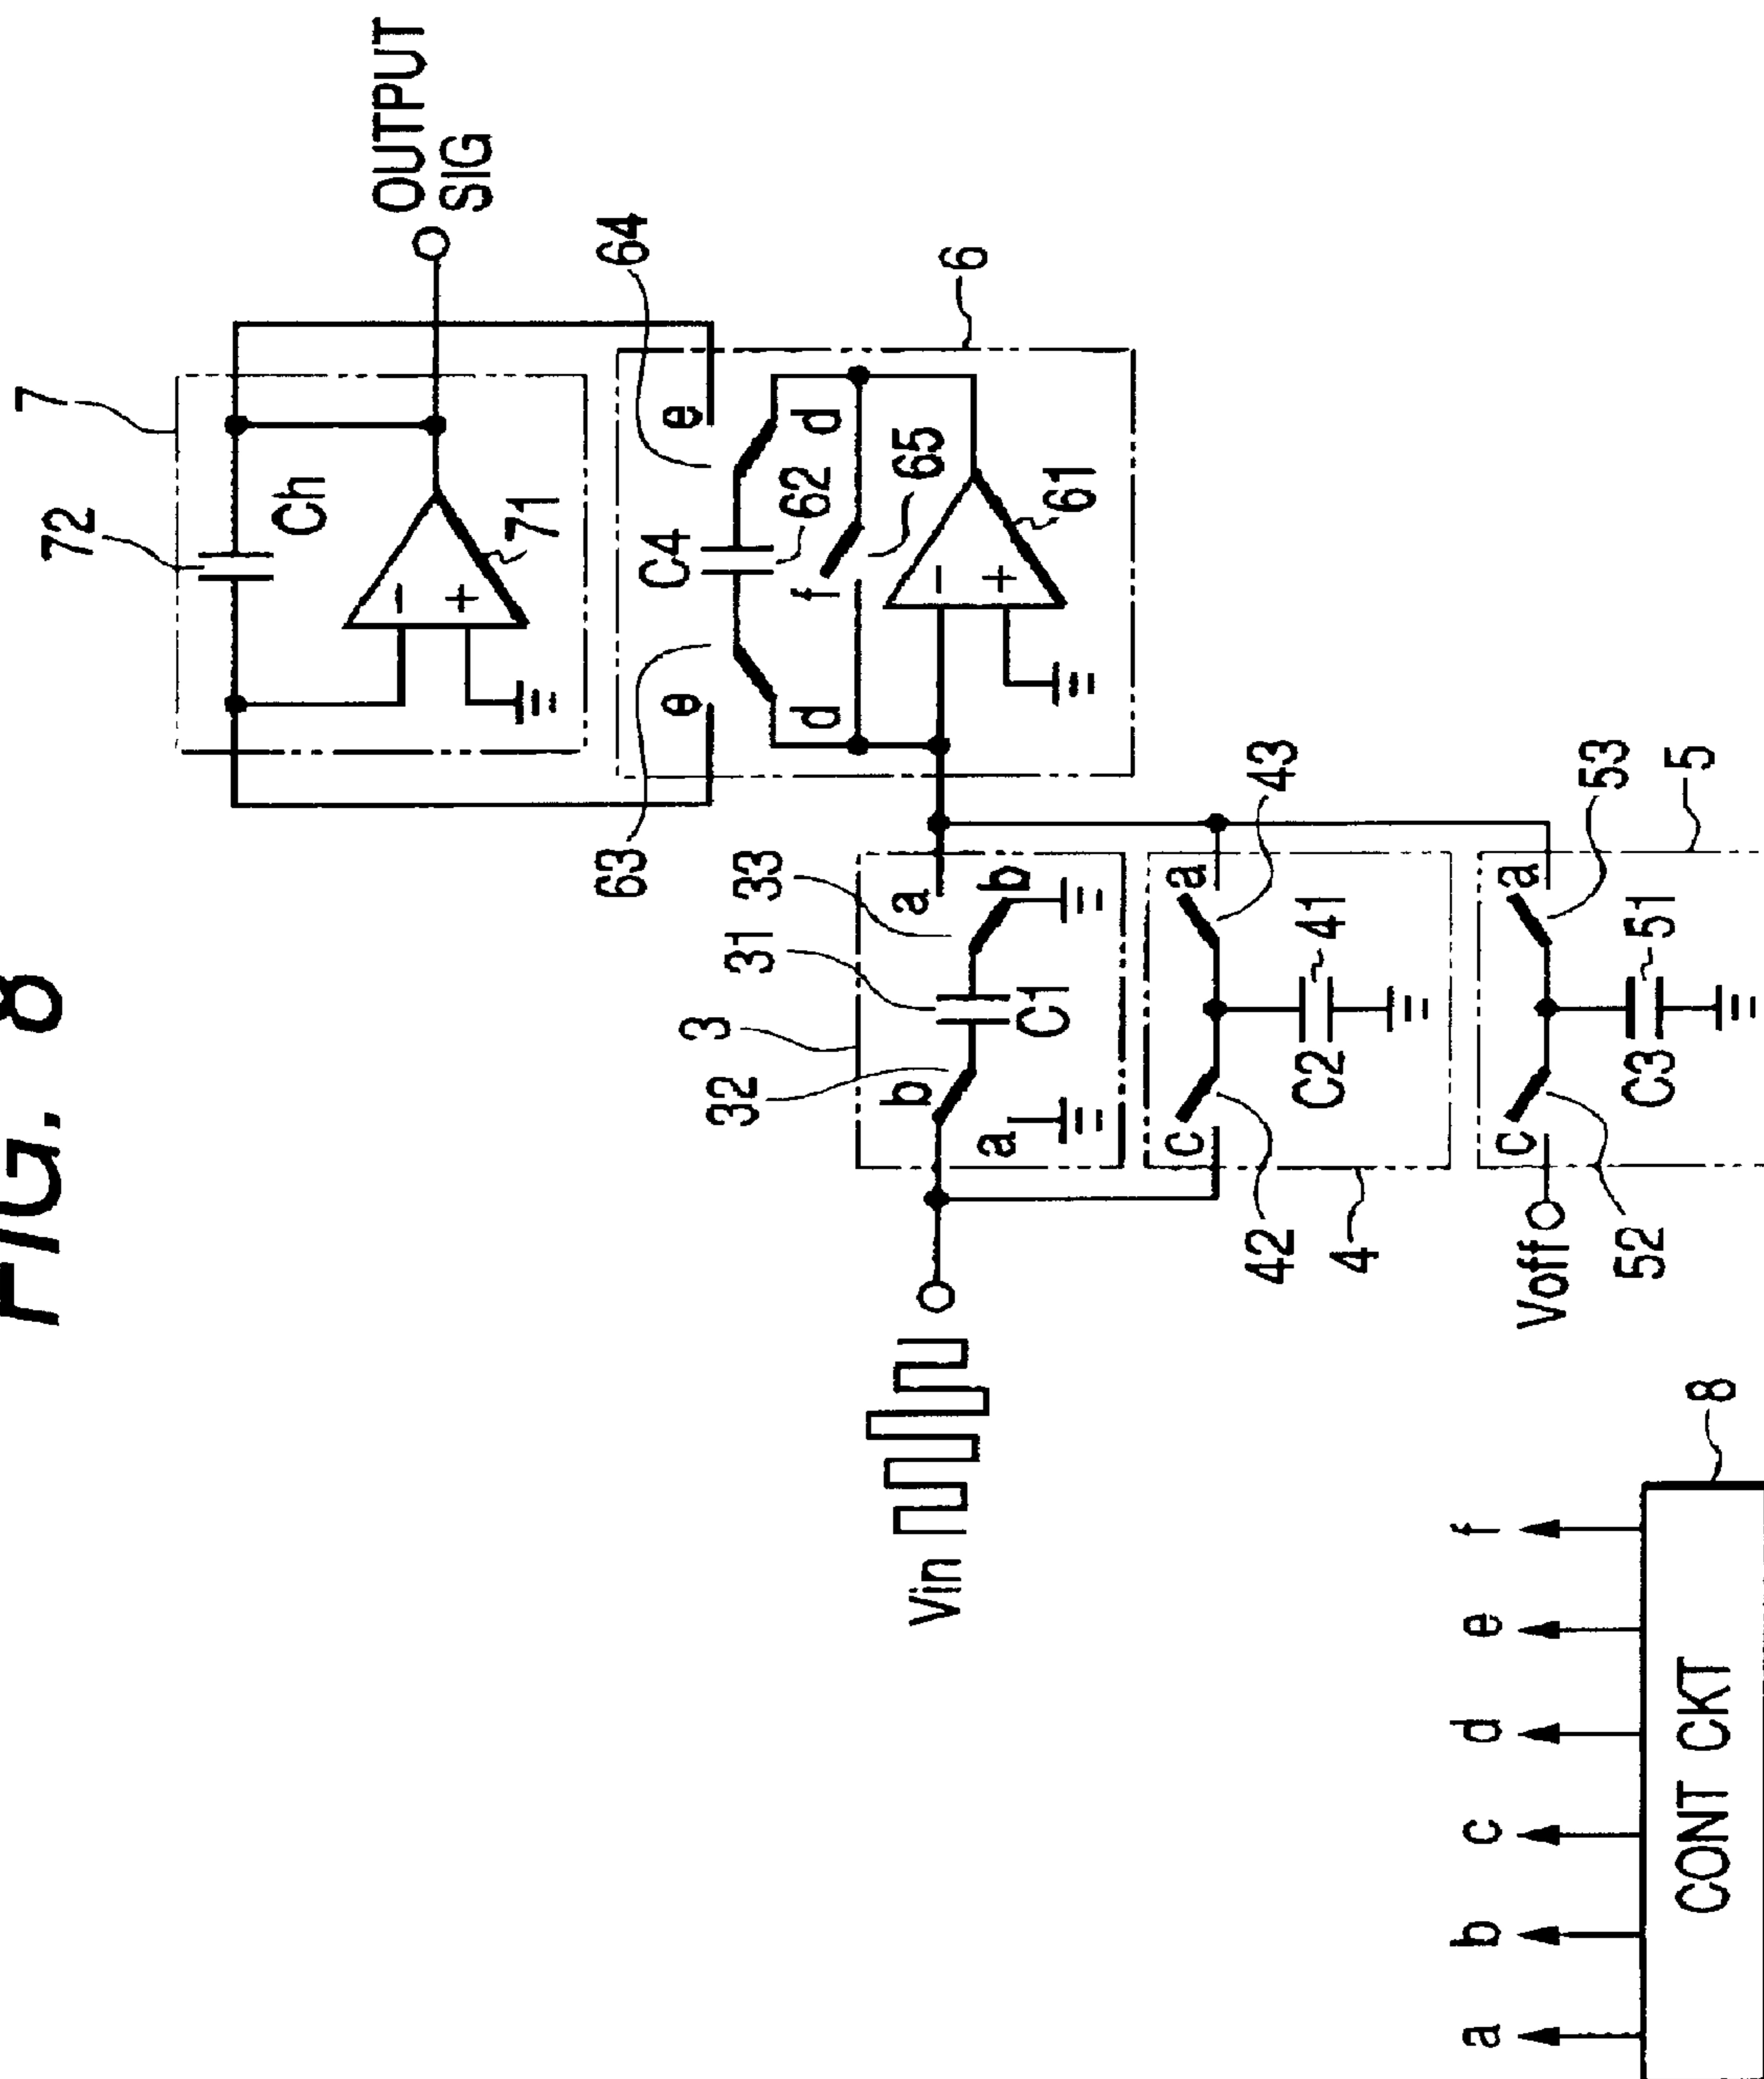 FIG. 8
7
72
Ch
−
+
71
OUTPUT
SIG
64
6
e
e
d
d
C4
62
f
65
−
+
61
63
3
32
31
33
b
a
a
b
C1
43
c
a
C2
41
42
4
53
5
c
a
C3
51
52
Voff
Vin
a b c d e f
CONT CKT
8